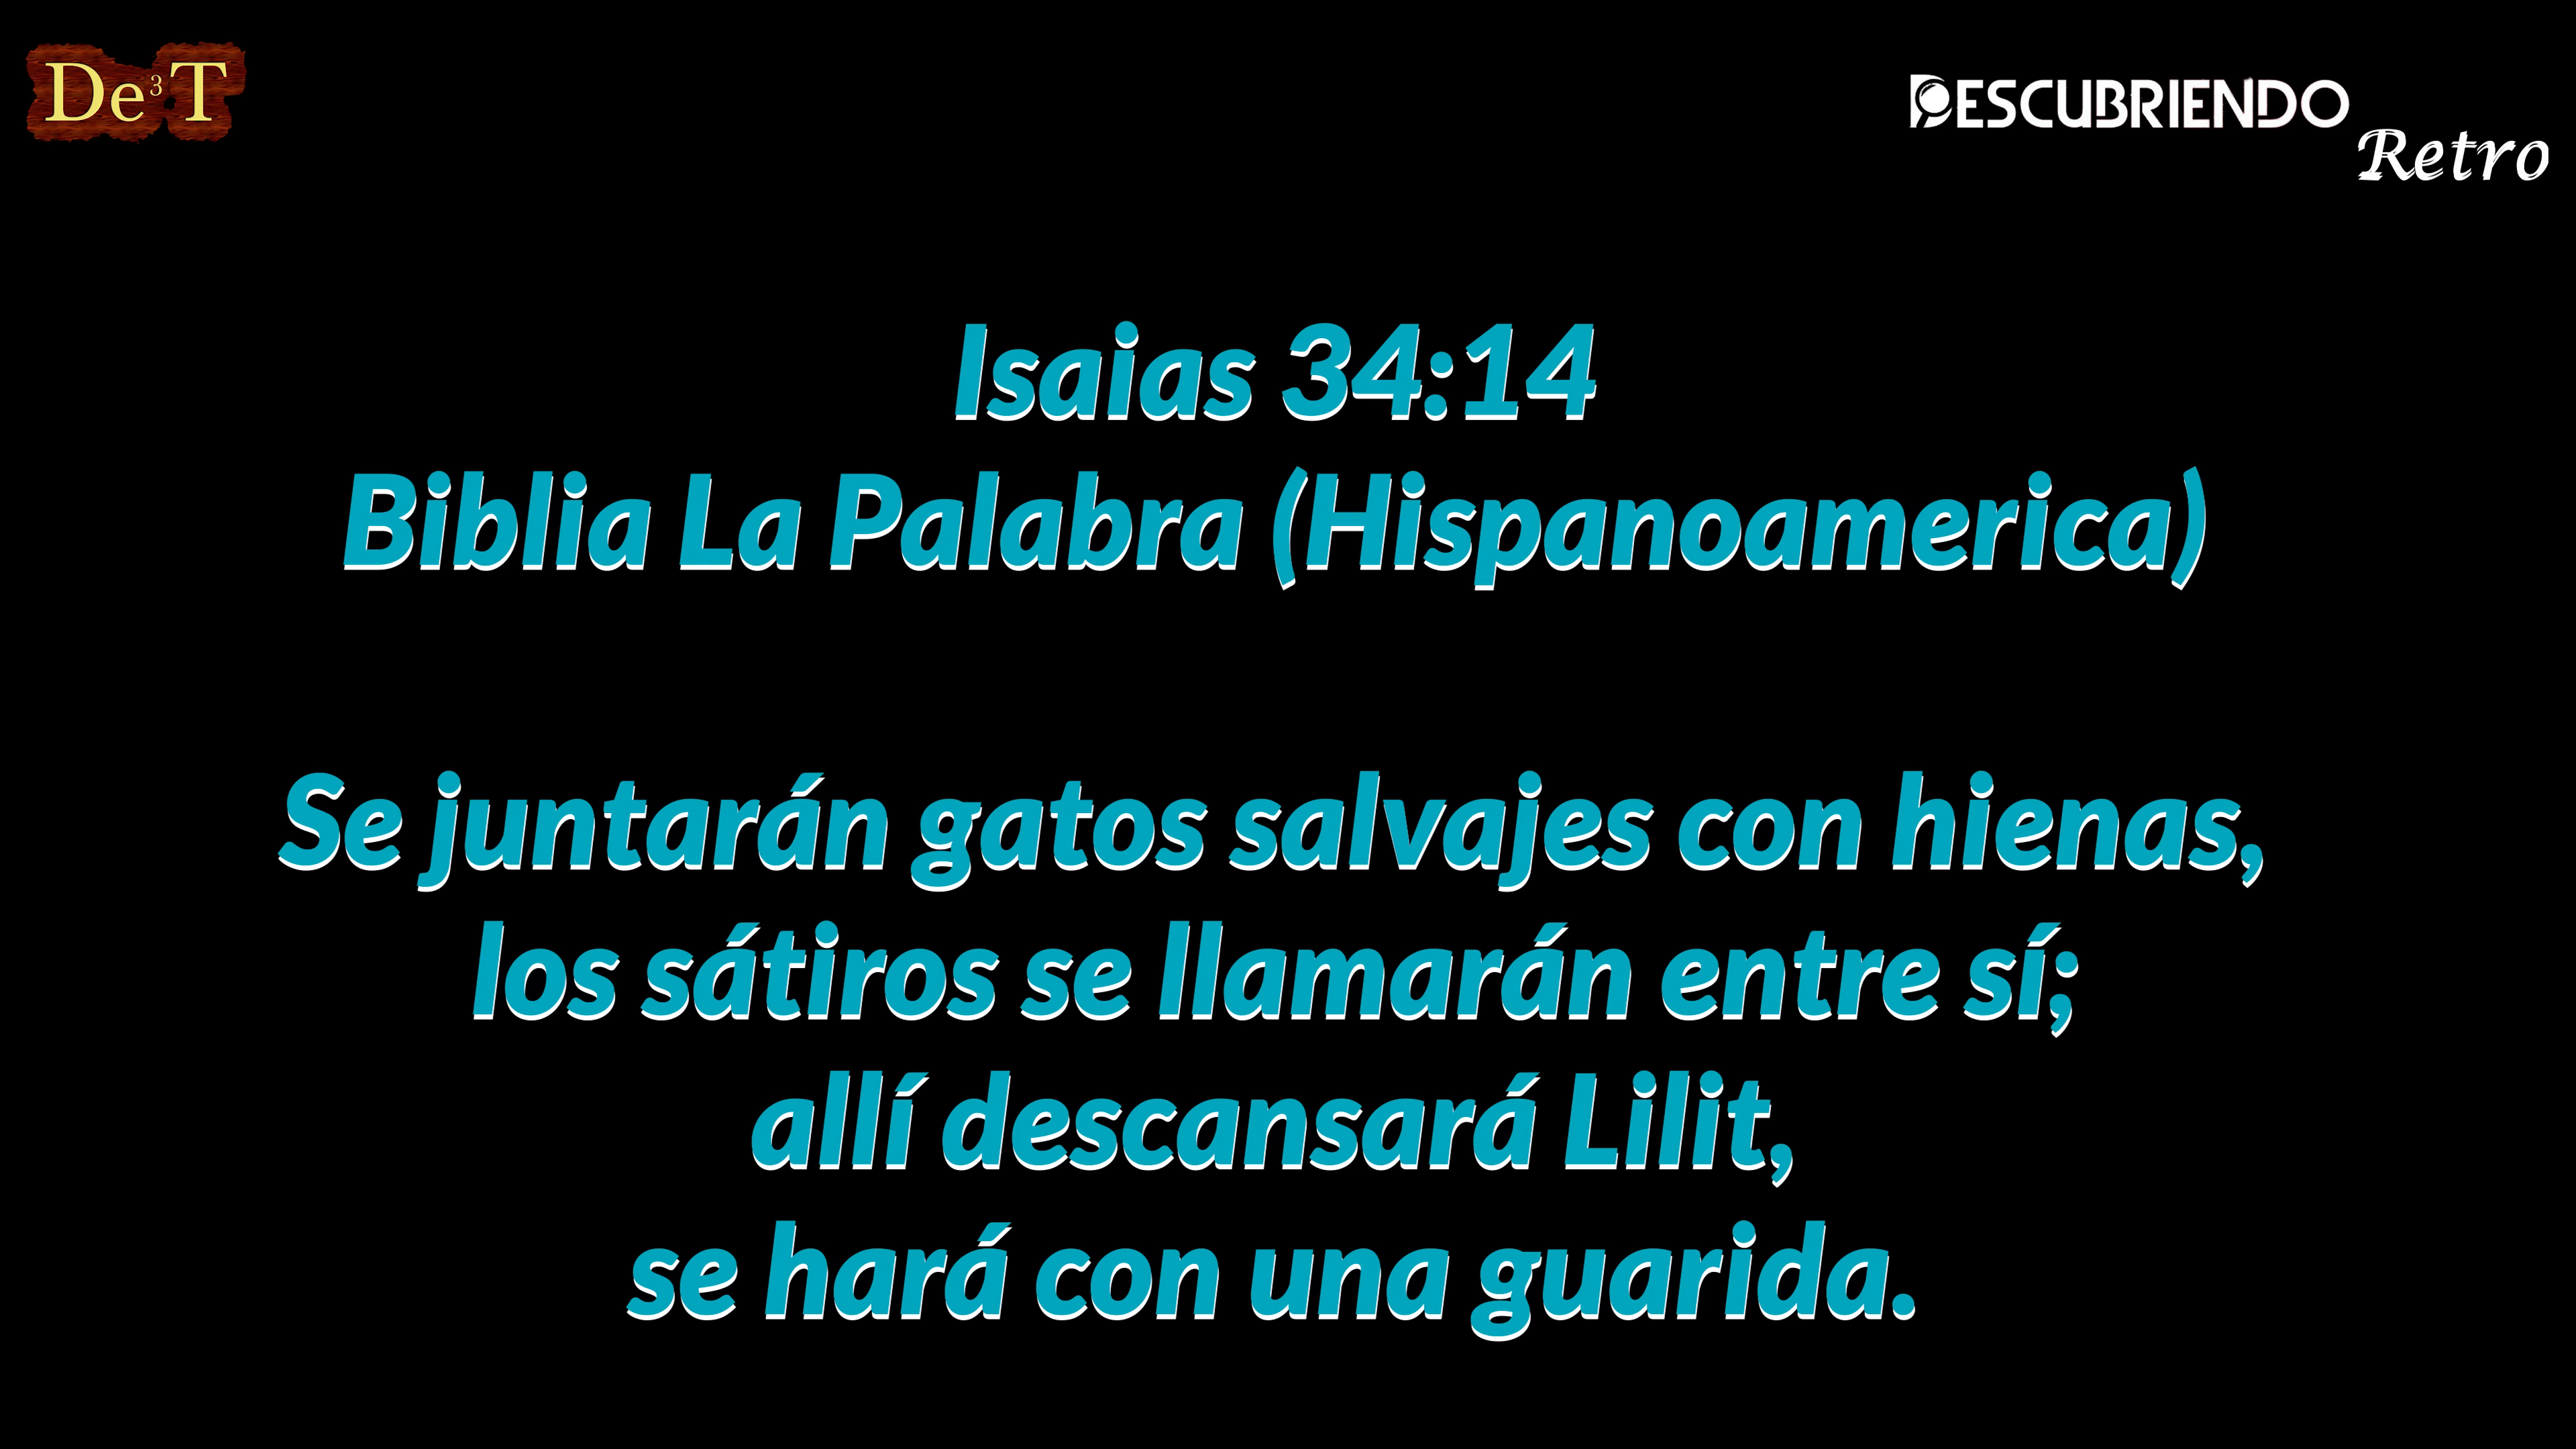 De³T
DESCUBRIENDO
Retro
Isaias 34:14
Biblia La Palabra (Hispanoamerica)
Se juntarán gatos salvajes con hienas,
los sátiros se llamarán entre sí;
allí descansará Lilit,
se hará con una guarida.